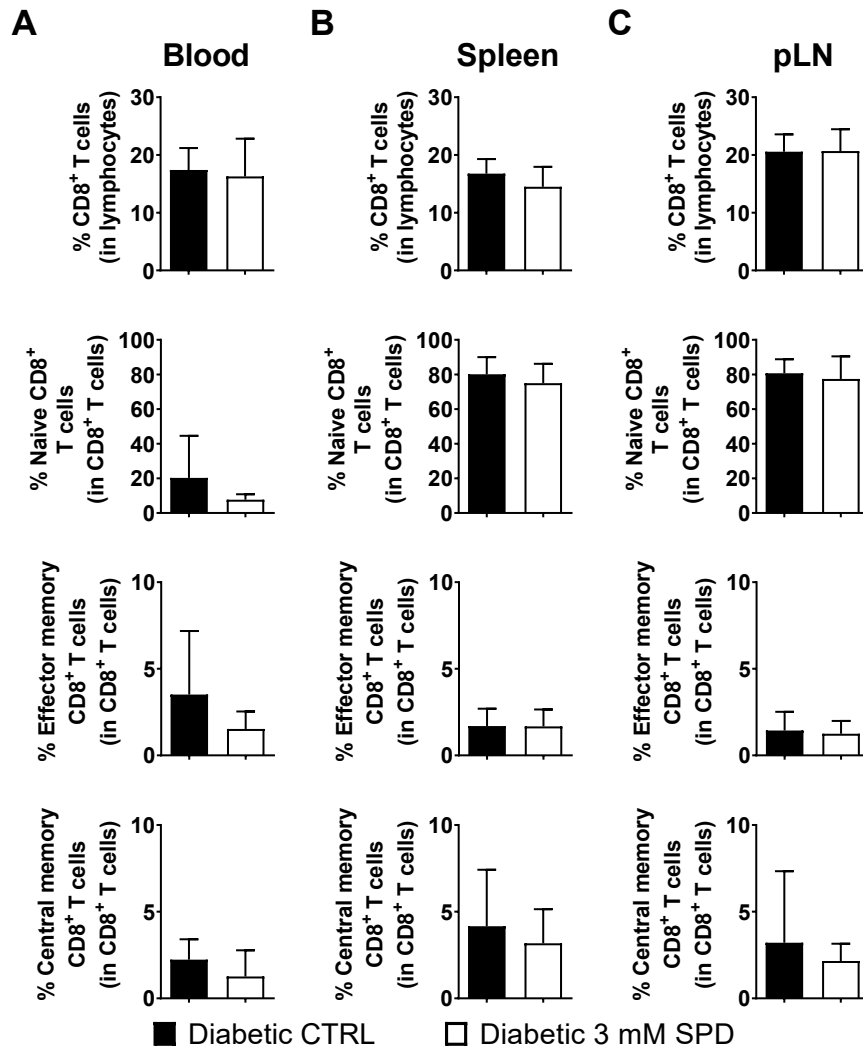 A
B
C
Blood
Spleen
pLN
% CD8+ T cells
(in lymphocytes)
30
20
10
0
% CD8+ T cells
(in lymphocytes)
30
20
10
0
% CD8+ T cells
(in lymphocytes)
30
20
10
0
% Naive CD8+
T cells
(in CD8+ T cells)
100
80
60
40
20
0
% Naive CD8+
T cells
(in CD8+ T cells)
100
80
60
40
20
0
% Naive CD8+
T cells
(in CD8+ T cells)
100
80
60
40
20
0
% Effector memory
CD8+ T cells
(in CD8+ T cells)
10
5
0
% Effector memory
CD8+ T cells
(in CD8+ T cells)
10
5
0
% Effector memory
CD8+ T cells
(in CD8+ T cells)
10
5
0
% Central memory
CD8+ T cells
(in CD8+ T cells)
10
5
0
% Central memory
CD8+ T cells
(in CD8+ T cells)
10
5
0
% Central memory
CD8+ T cells
(in CD8+ T cells)
10
5
0
Diabetic CTRL
Diabetic 3 mM SPD